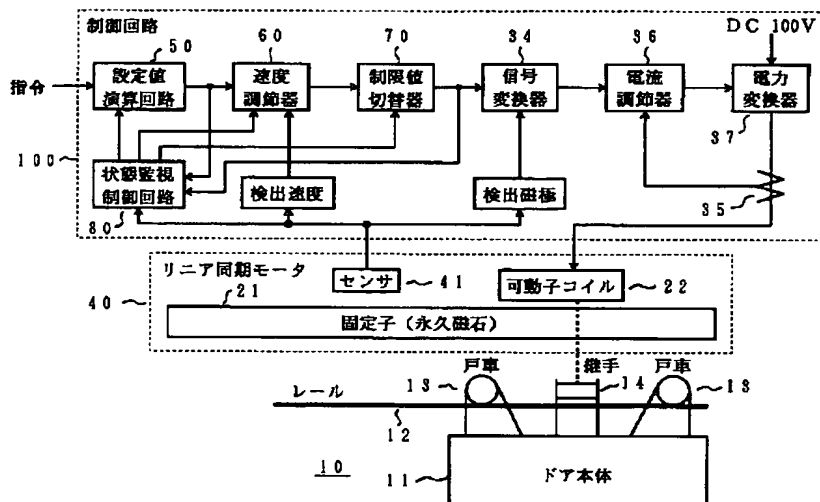 制御回路
50
60
70
34
36
DC 100V
指令
設定値
演算回路
速度
調節器
制限値
切替器
信号
変換器
電流
調節器
電力
変換器
37
100
状態監視
制御回路
検出速度
検出磁極
35
80
リニア同期モータ
21
センサ
41
可動子コイル
22
40
固定子（永久磁石）
戸車
継手
戸車
レール
13
14
13
12
10
11
ドア本体